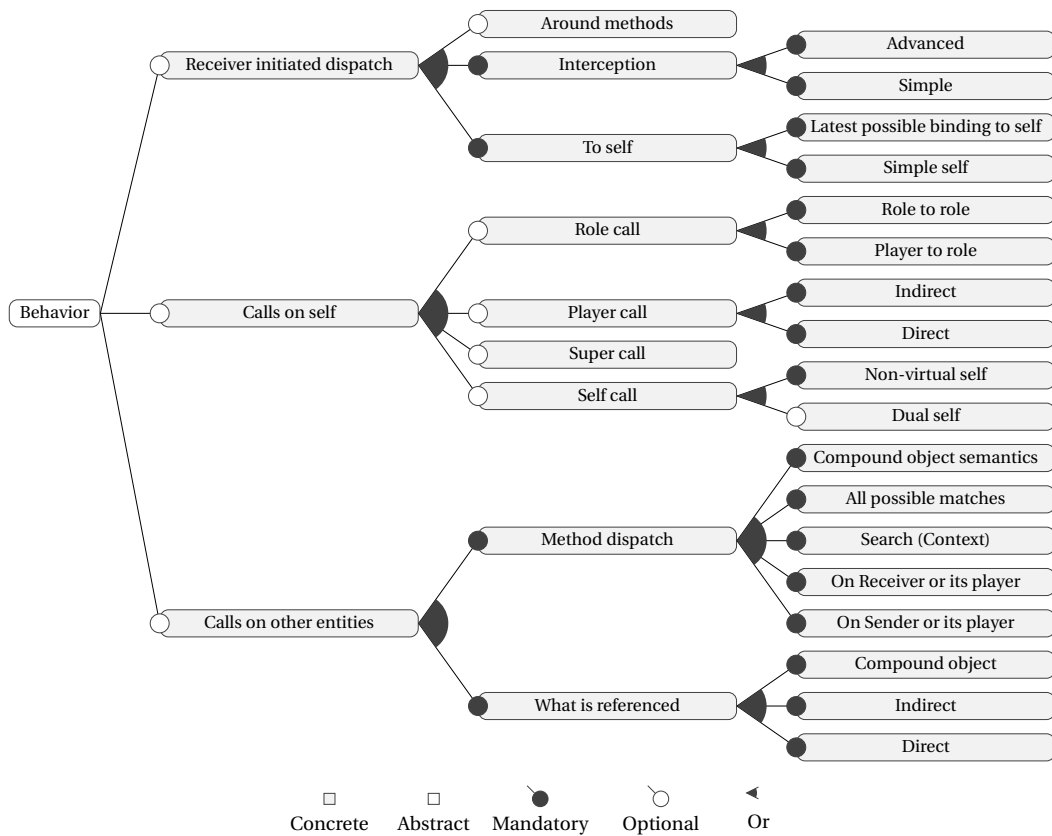 Behavior
Receiver initiated dispatch
Around methods
Interception
Advanced
Simple
To self
Latest possible binding to self
Simple self
Calls on self
Role call
Role to role
Player to role
Player call
Indirect
Direct
Super call
Self call
Non-virtual self
Dual self
Calls on other entities
Method dispatch
Compound object semantics
All possible matches
Search (Context)
On Receiver or its player
On Sender or its player
What is referenced
Compound object
Indirect
Direct
Concrete
Abstract
Mandatory
Optional
Or